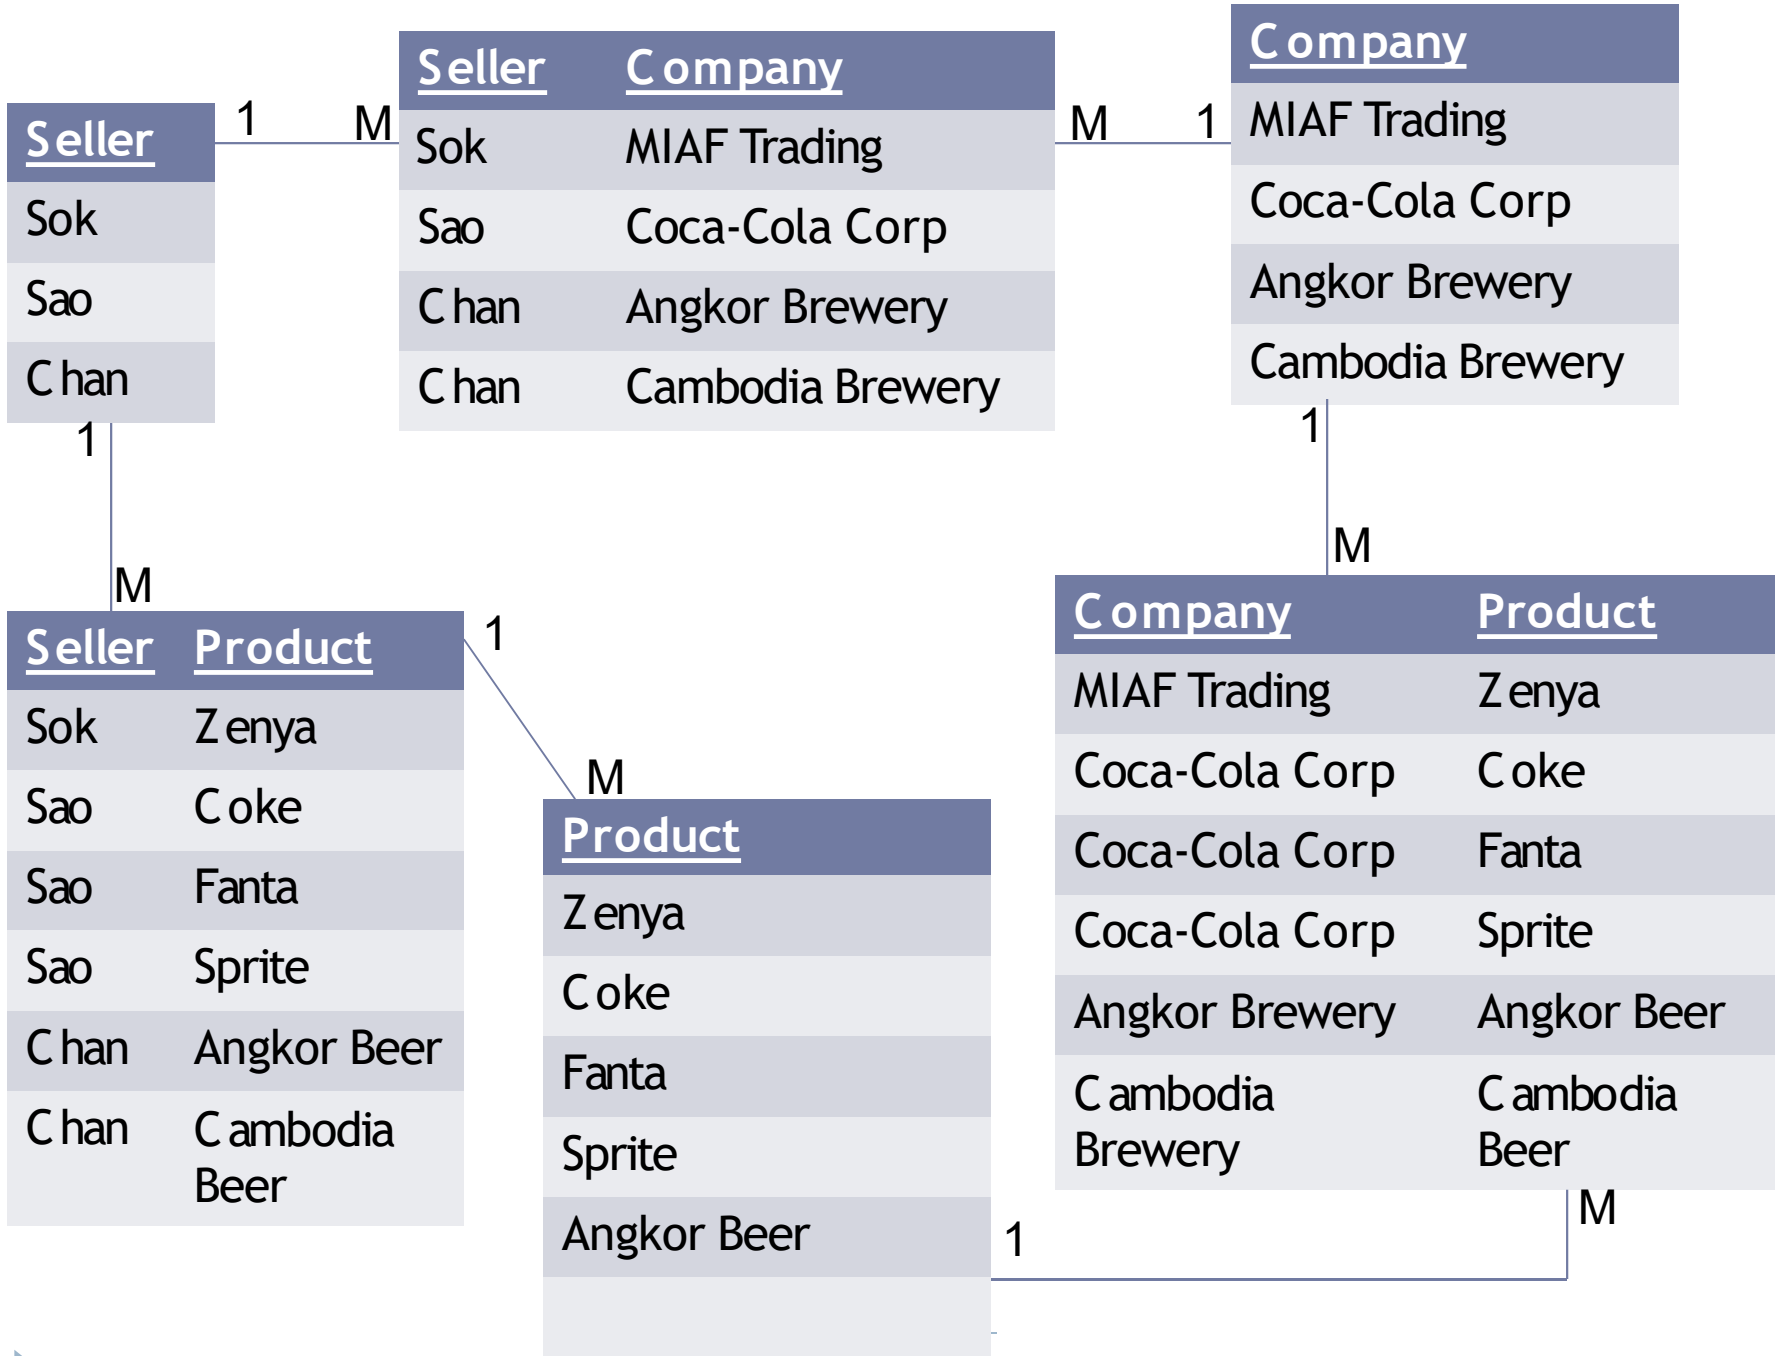 Seller
Sok
Sao
Chan
1
M
Seller Company
Sok MIAF Trading
Sao Coca-Cola Corp
Chan Angkor Brewery
Chan Cambodia Brewery
M
1
Company
MIAF Trading
Coca-Cola Corp
Angkor Brewery
Cambodia Brewery
1
M
1
M
Seller Product
Sok Zenya
Sao Coke
Sao Fanta
Sao Sprite
Chan Angkor Beer
Chan Cambodia
Beer
1
M
Product
Zenya
Coke
Fanta
Sprite
Angkor Beer
1
Company Product
MIAF Trading Zenya
Coca-Cola Corp Coke
Coca-Cola Corp Fanta
Coca-Cola Corp Sprite
Angkor Brewery Angkor Beer
Cambodia Cambodia
Brewery Beer
M